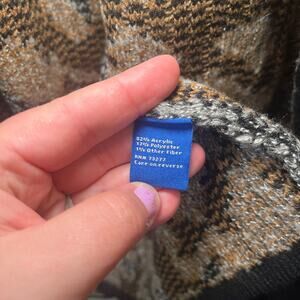 82% Acrylic
17% Polyester
1% Other Fiber
RN# 73277
Care on reverse